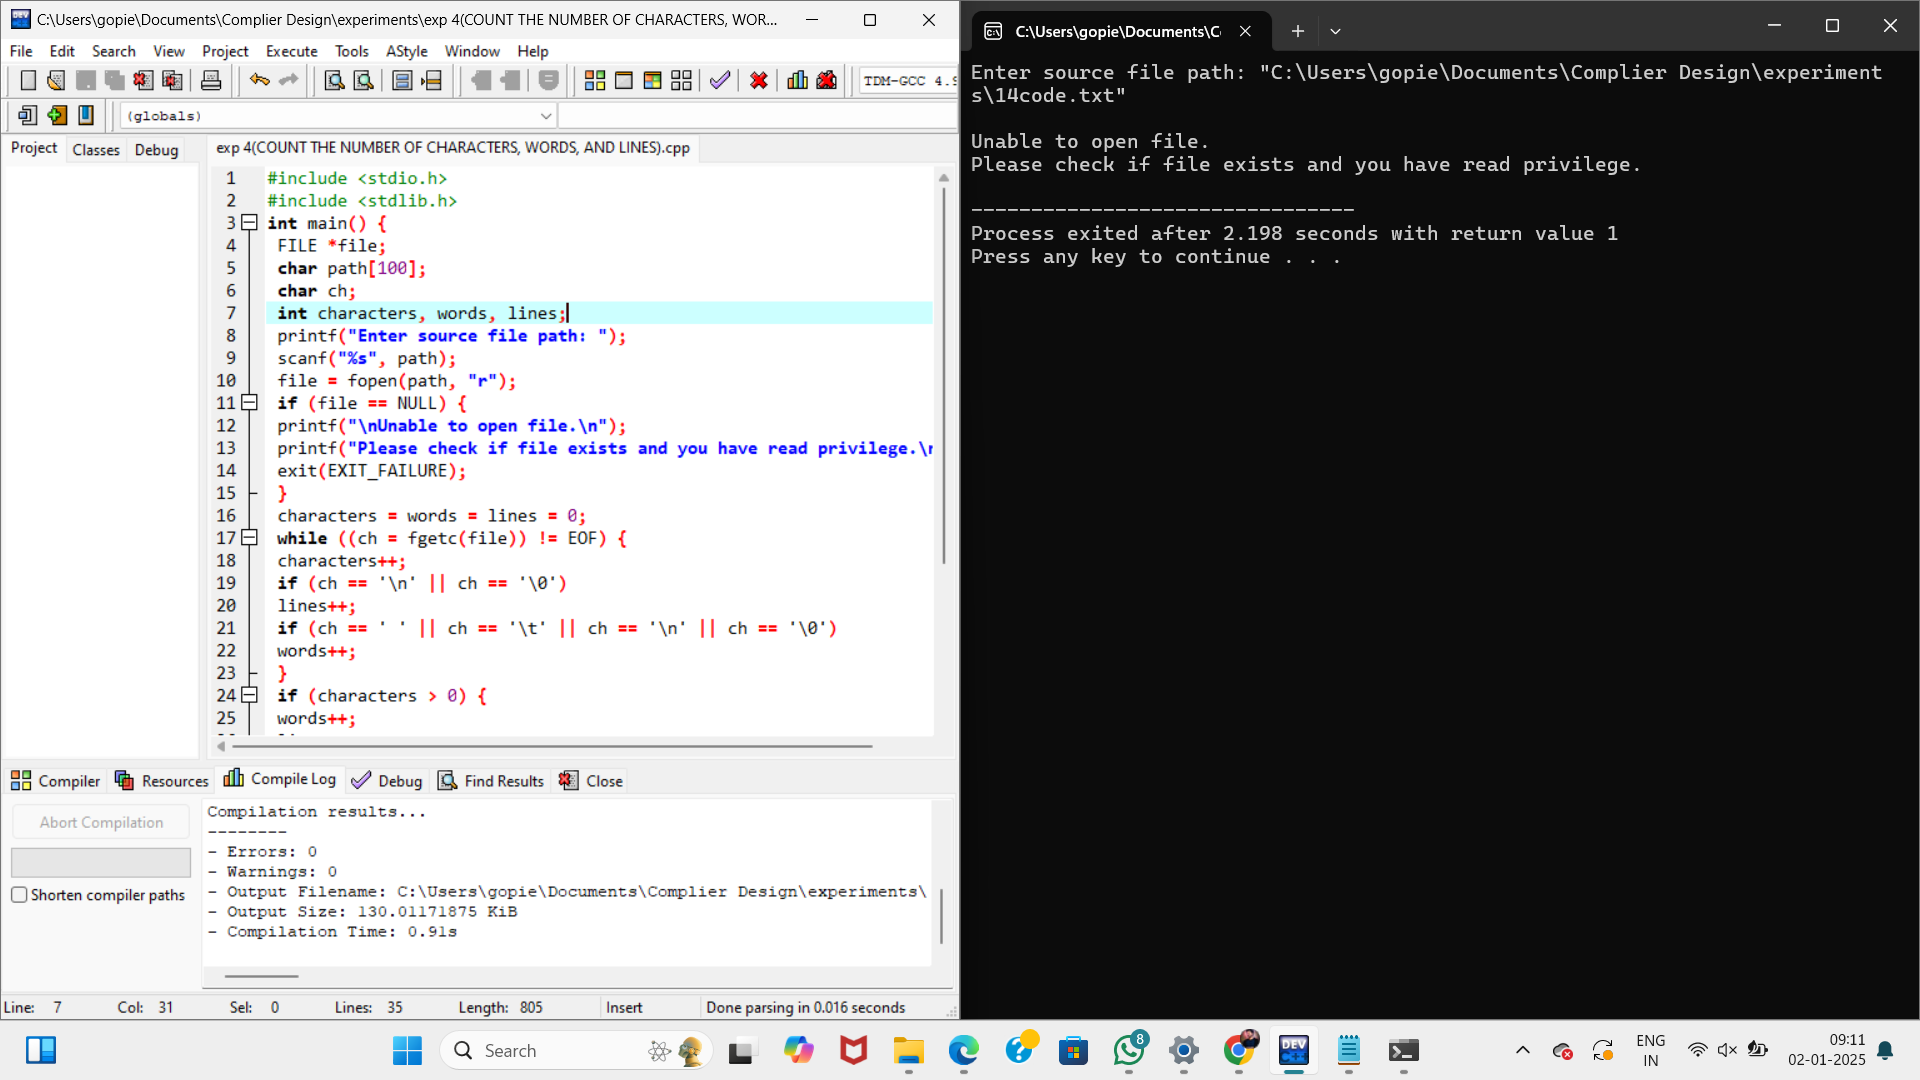 C:\Users\gopie\Documents\Complier Design\experiments\exp 4(COUNT THE NUMBER OF CHARACTERS, WOR...
File Edit Search View Project Execute Tools AStyle Window Help
TDM-GCC 4.9
(globals)
Project Classes Debug
exp 4(COUNT THE NUMBER OF CHARACTERS, WORDS, AND LINES).cpp
1 #include <stdio.h>
2 #include <stdlib.h>
3 int main() {
4 FILE *file;
5 char path[100];
6 char ch;
7 int characters, words, lines;
8 printf("Enter source file path: ");
9 scanf("%s", path);
10 file = fopen(path, "r");
11 if (file == NULL) {
12 printf("\nUnable to open file.\n");
13 printf("Please check if file exists and you have read privilege.\n
14 exit(EXIT_FAILURE);
15 }
16 characters = words = lines = 0;
17 while ((ch = fgetc(file)) != EOF) {
18 characters++;
19 if (ch == '\n' || ch == '\0')
20 lines++;
21 if (ch == ' ' || ch == '\t' || ch == '\n' || ch == '\0')
22 words++;
23 }
24 if (characters > 0) {
25 words++;
Compiler Resources Compile Log Debug Find Results Close
Abort Compilation
Shorten compiler paths
Compilation results...
--------
- Errors: 0
- Warnings: 0
- Output Filename: C:\Users\gopie\Documents\Complier Design\experiments\
- Output Size: 130.01171875 KiB
- Compilation Time: 0.91s
Line: 7 Col: 31 Sel: 0 Lines: 35 Length: 805 Insert Done parsing in 0.016 seconds
C:\Users\gopie\Documents\C
Enter source file path: "C:\Users\gopie\Documents\Complier Design\experiment
s\14code.txt"
Unable to open file.
Please check if file exists and you have read privilege.
--------------------------------
Process exited after 2.198 seconds with return value 1
Press any key to continue . . .
Search
DEV
C++
8
ENG
IN
09:11
02-01-2025